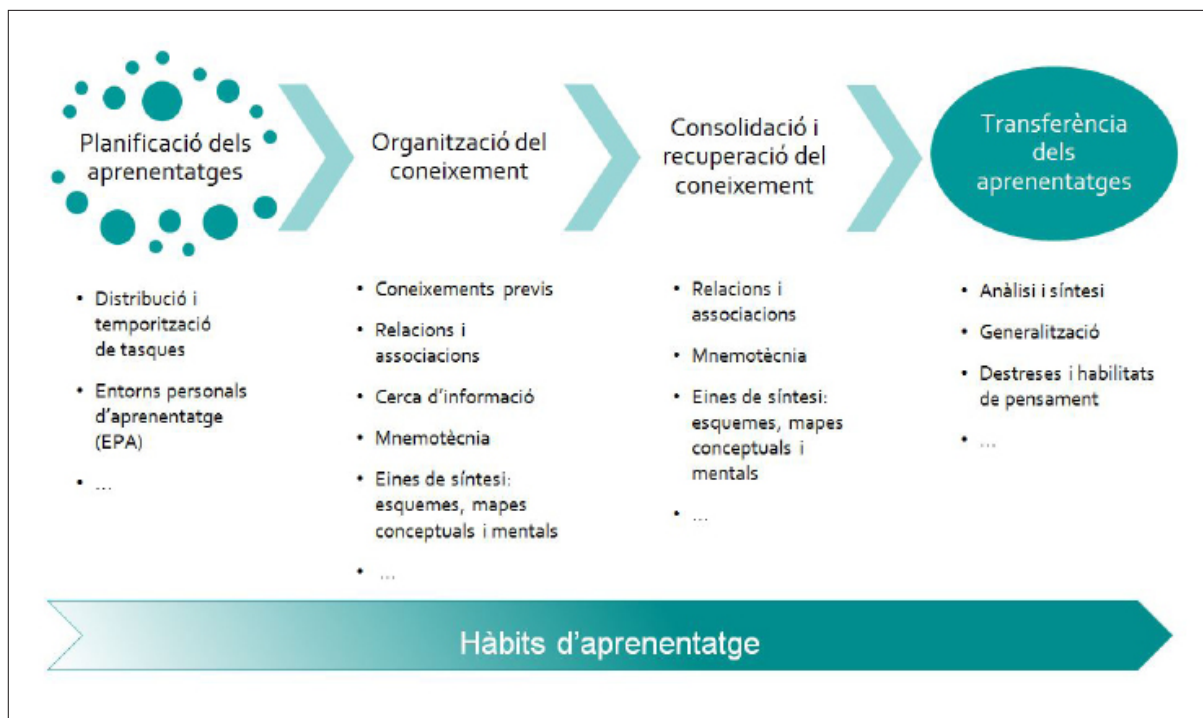 Planificació dels
aprenentatges
Organització del
coneixement
Consolidació i
recuperació del
coneixement
Transferència
dels
aprenentatges
• Distribució i
temporització
de tasques
• Entorns personals
d'aprenentatge
(EPA)
• ...
• Coneixements previs
• Relacions i
associacions
• Cerca d'informació
• Mnemotècnia
• Eines de síntesi:
esquemes, mapes
conceptuals i mentals
• ...
• Relacions i
associacions
• Mnemotècnia
• Eines de síntesi:
esquemes, mapes
conceptuals i
mentals
• ...
• Anàlisi i síntesi
• Generalització
• Destreses i habilitats
de pensament
• ...
Hàbits d'aprenentatge